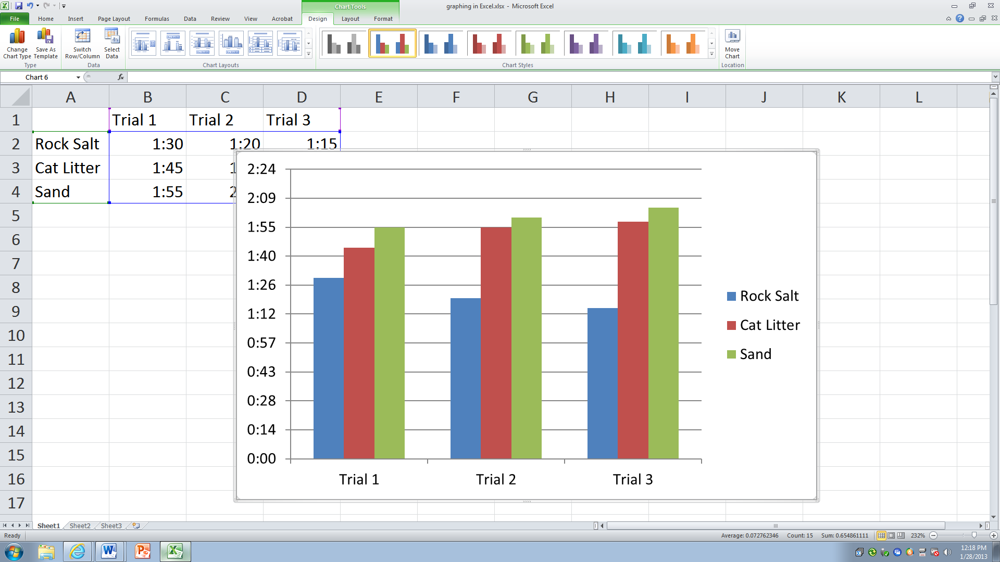 Chart Tools
graphing in Excel.xlsx - Microsoft Excel
File Home Insert Page Layout Formulas Data Review View Acrobat Design Layout Format
Change Chart Type
Save As Template
Switch Row/Column
Select Data
Move Chart
Type Data Chart Layouts Chart Styles Location
Chart 6 fx
A B C D E F G H I J K L
1 Trial 1 Trial 2 Trial 3
2 Rock Salt 1:30 1:20 1:15
3 Cat Litter 1:45 1
4 Sand 1:55 2
5
6
7
8
9
10
11
12
13
14
15
16
17
2:24
2:09
1:55
1:40
1:26
1:12
0:57
0:43
0:28
0:14
0:00
Trial 1 Trial 2 Trial 3
Rock Salt
Cat Litter
Sand
Sheet1 Sheet2 Sheet3
Ready Average: 0.072762346 Count: 15 Sum: 0.654861111 232%
12:18 PM
1/28/2013